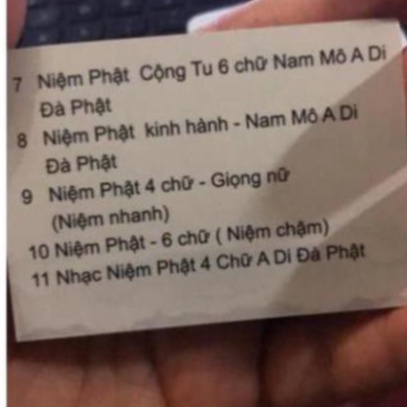 7 Niệm Phật Cộng Tu 6 chữ Nam Mô A Di
Đà Phật
8 Niệm Phật kinh hành - Nam Mô A Di
Đà Phật
9 Niệm Phật 4 chữ - Giọng nữ
(Niệm nhanh)
10 Niệm Phật - 6 chữ ( Niệm chậm)
11 Nhạc Niệm Phật 4 Chữ A Di Đà Phật